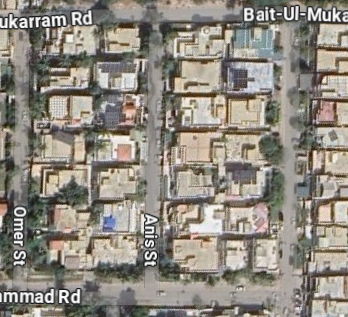 ukarram Rd
Bait-Ul-Muka
Omer St
Anis St
ammad Rd